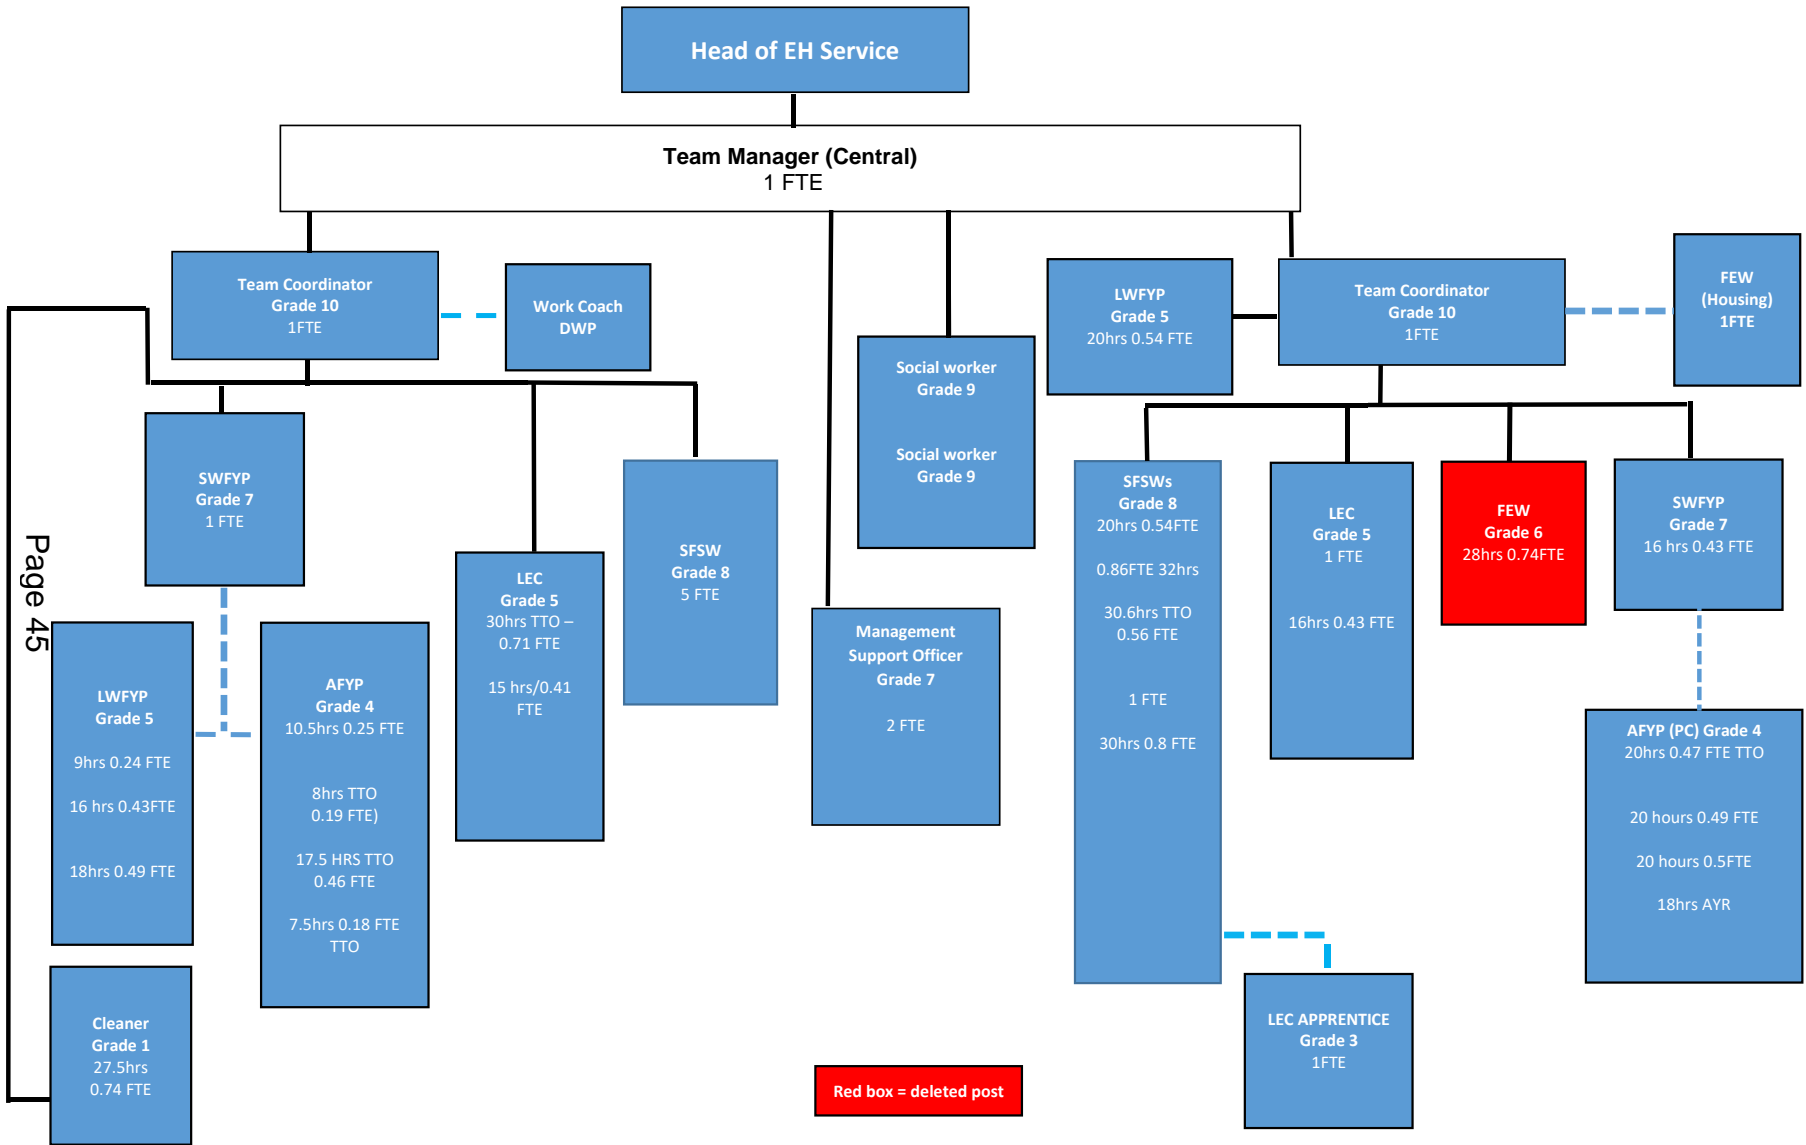 Head of EH Service
Team Manager (Central)
1 FTE
Team Coordinator
Grade 10
1FTE
Work Coach
DWP
LWFYP
Grade 5
20hrs 0.54 FTE
Team Coordinator
Grade 10
1FTE
FEW
(Housing)
1FTE
Social worker
Grade 9
Social worker
Grade 9
SWFYP
Grade 7
1 FTE
LEC
Grade 5
30hrs TTO –
0.71 FTE
15 hrs/0.41
FTE
SFSW
Grade 8
5 FTE
Management
Support Officer
Grade 7
2 FTE
SFSWs
Grade 8
20hrs 0.54FTE
0.86FTE 32hrs
30.6hrs TTO
0.56 FTE
1 FTE
30hrs 0.8 FTE
LEC
Grade 5
1 FTE
16hrs 0.43 FTE
FEW
Grade 6
28hrs 0.74FTE
SWFYP
Grade 7
16 hrs 0.43 FTE
Page 45
LWFYP
Grade 5
9hrs 0.24 FTE
16 hrs 0.43FTE
18hrs 0.49 FTE
AFYP
Grade 4
10.5hrs 0.25 FTE
8hrs TTO
0.19 FTE)
17.5 HRS TTO
0.46 FTE
7.5hrs 0.18 FTE
TTO
AFYP (PC) Grade 4
20hrs 0.47 FTE TTO
20 hours 0.49 FTE
20 hours 0.5FTE
18hrs AYR
Cleaner
Grade 1
27.5hrs
0.74 FTE
LEC APPRENTICE
Grade 3
1FTE
Red box = deleted post